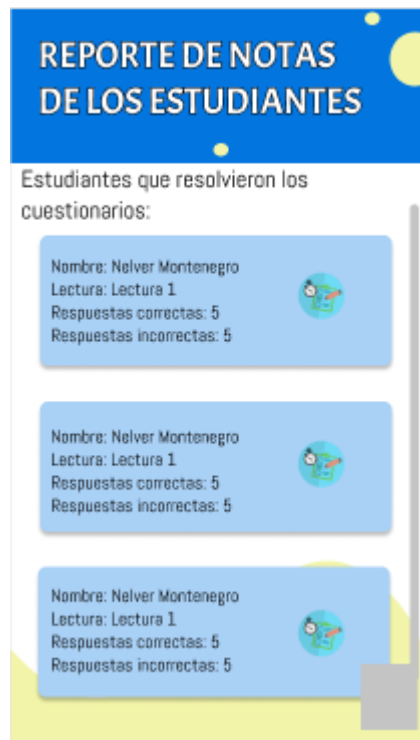 REPORTE DE NOTAS
DE LOS ESTUDIANTES
Estudiantes que resolvieron los
cuestionarios:
Nombre: Nelver Montenegro
Lectura: Lectura 1
Respuestas correctas: 5
Respuestas incorrectas: 5
Nombre: Nelver Montenegro
Lectura: Lectura 1
Respuestas correctas: 5
Respuestas incorrectas: 5
Nombre: Nelver Montenegro
Lectura: Lectura 1
Respuestas correctas: 5
Respuestas incorrectas: 5